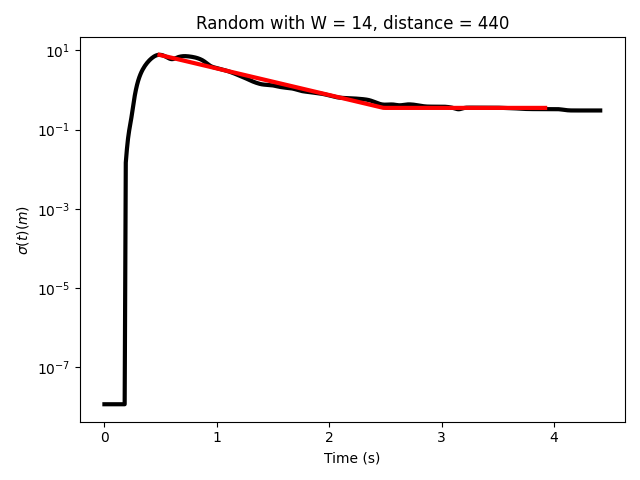 Random with W = 14, distance = 440
10^1
10^-1
10^-3
10^-5
10^-7
σ(t)(m)
0 1 2 3 4
Time (s)